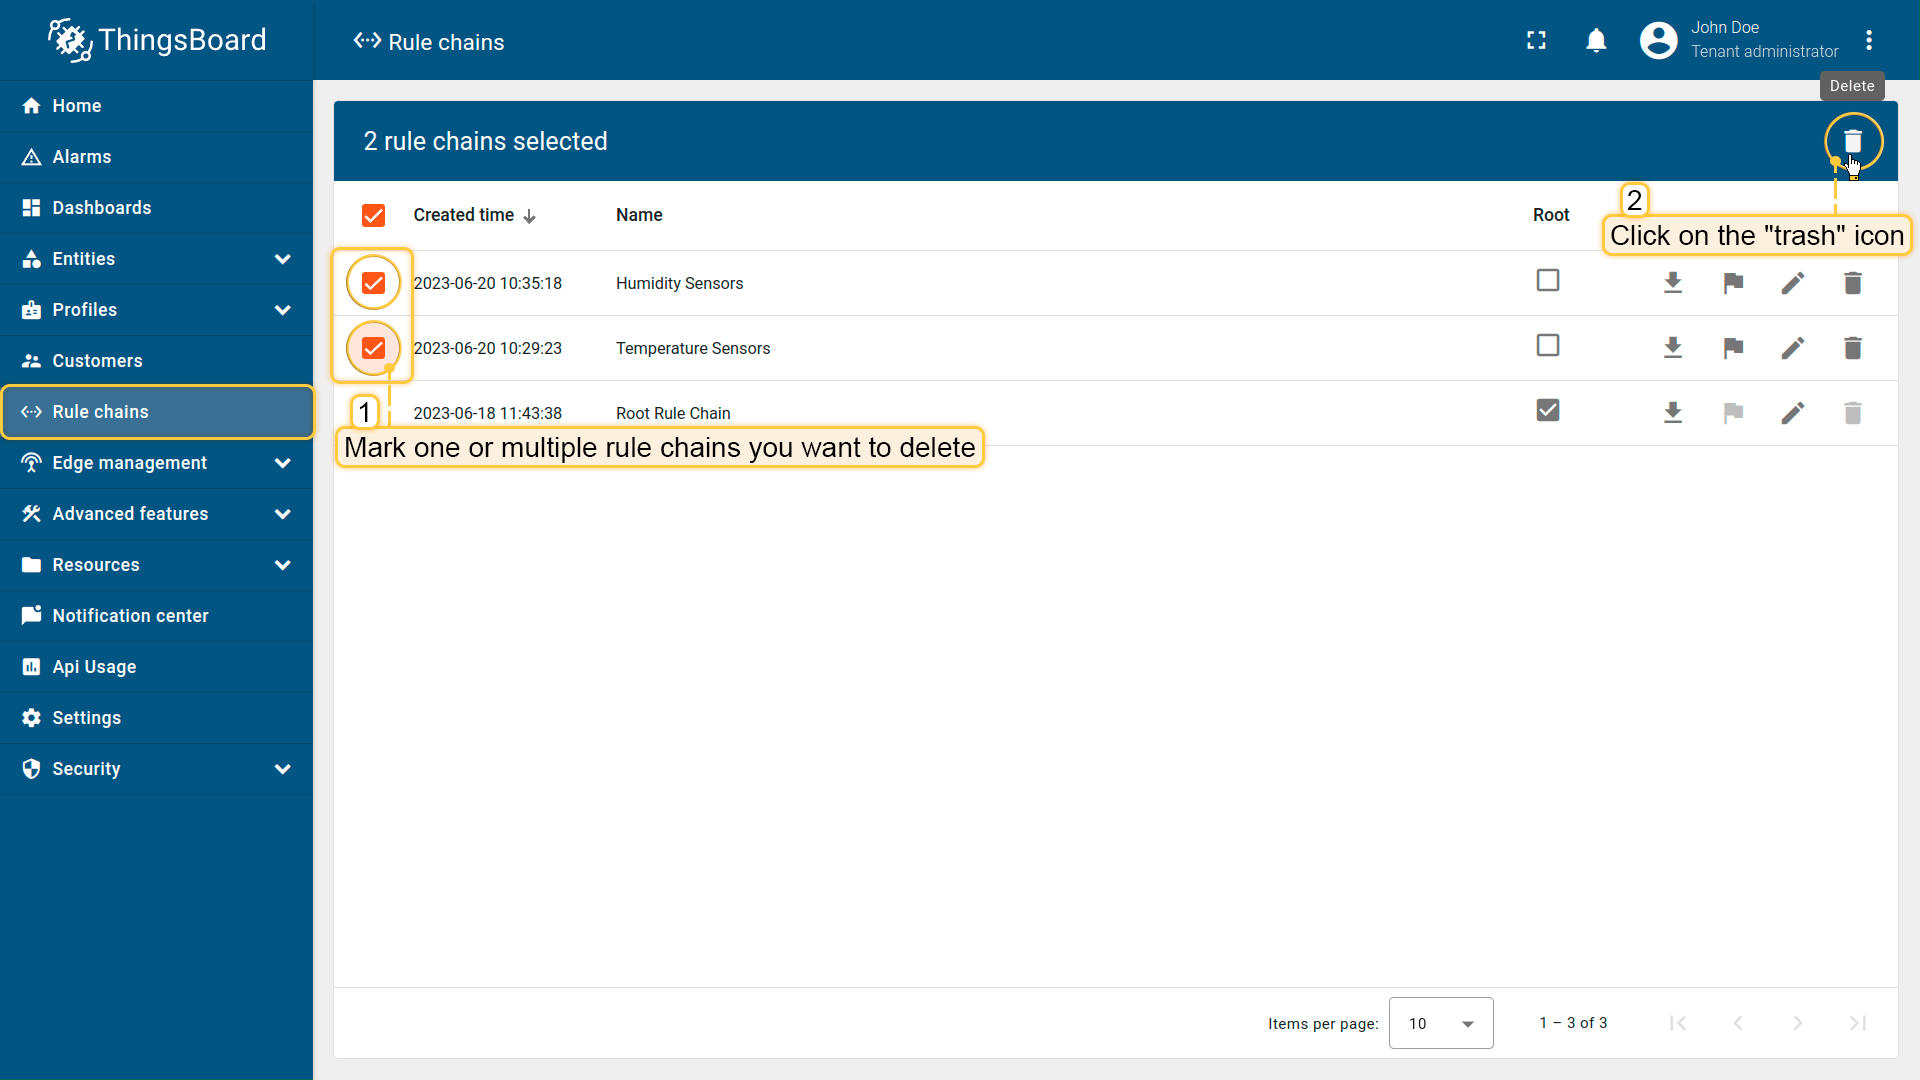 ThingsBoard
Rule chains
John Doe
Tenant administrator
Delete
Home
Alarms
Dashboards
Entities
Profiles
Customers
Rule chains
Edge management
Advanced features
Resources
Notification center
Api Usage
Settings
Security
2 rule chains selected
Created time Name Root
2
Click on the "trash" icon
2023-06-20 10:35:18 Humidity Sensors
2023-06-20 10:29:23 Temperature Sensors
2023-06-18 11:43:38 Root Rule Chain
1
Mark one or multiple rule chains you want to delete
Items per page: 10 1 – 3 of 3